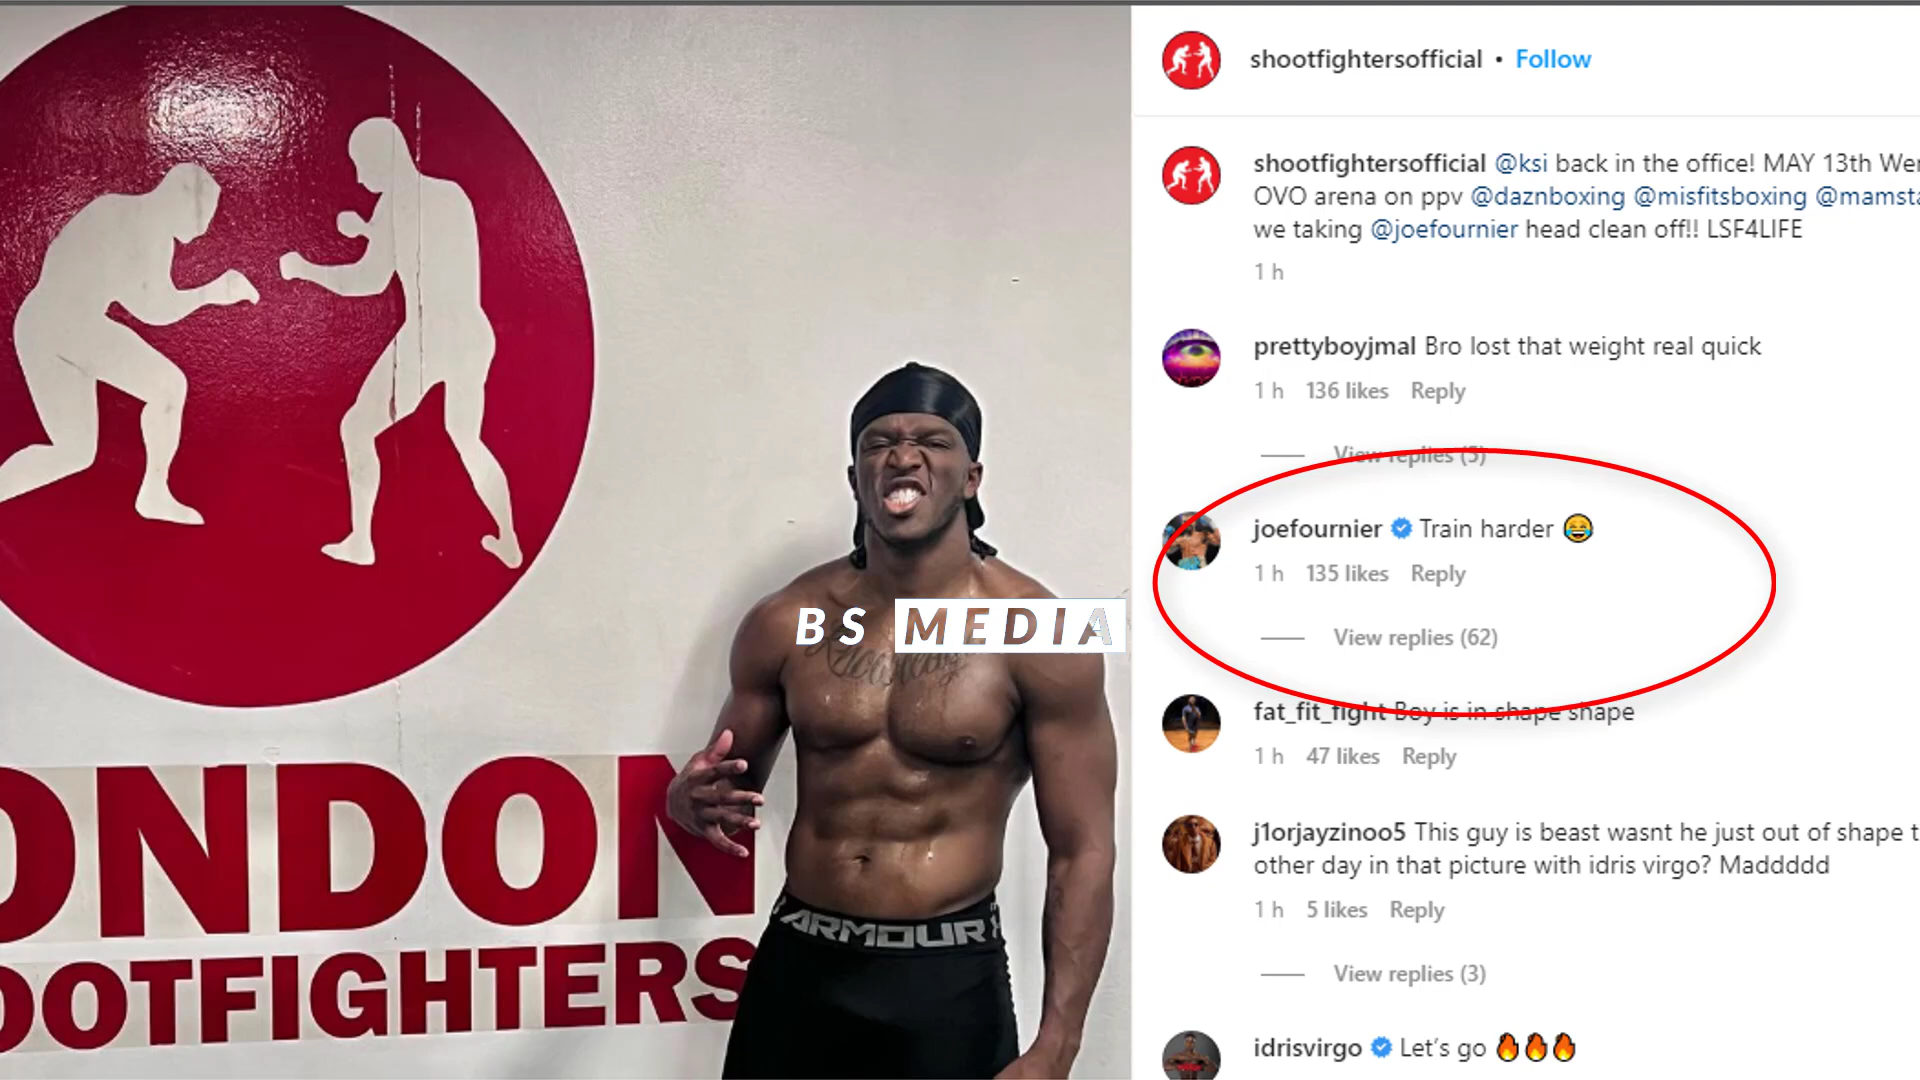 shootfightersofficial • Follow
shootfightersofficial @ksi back in the office! MAY 13th
OVO arena on ppv @daznboxing @misfitsboxing
we taking @joefournier head clean off!! LSF4LIFE
1 h
prettyboyjmal Bro lost that weight real quick
1 h 136 likes Reply
View replies (5)
joefournier Train harder 😂
1 h 135 likes Reply
View replies (62)
fat_fit_fight Boy is in shape shape
1 h 47 likes Reply
j1orjayzinoo5 This guy is beast wasnt he just out of shape
other day in that picture with idris virgo? Maddddd
1 h 5 likes Reply
View replies (3)
idrisvirgo Let's go 🔥🔥🔥
BS MEDIA
ONDON
OOTFIGHTERS
ARMOUR